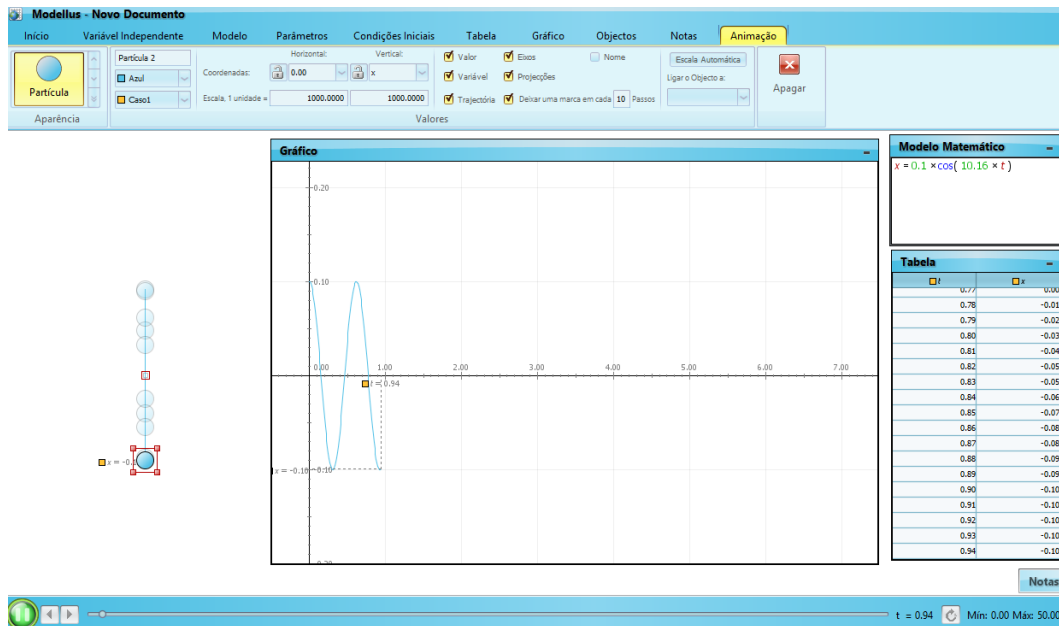 Modellus - Novo Documento
Início Variável Independente Modelo Parâmetros Condições Iniciais Tabela Gráfico Objectos Notas Animação
Partícula
Aparência
Partícula 2
Azul
Caso1
Horizontal: Vertical:
Coordenadas: 0.00 x
Escala, 1 unidade = 1000.0000 1000.0000
Valor Eixos Nome
Variável Projecções
Trajectória Deixar uma marca em cada 10 Passos
Escala Automática
Ligar o Objecto a:
Valores
Apagar
Gráfico
0.20
0.10
0.00 1.00 2.00 3.00 4.00 5.00 6.00 7.00
t = 0.94
x = -0.10
-0.10
-0.20
x = -0.1
Modelo Matemático
x = 0.1 × cos( 10.16 × t )
Tabela
t x
0.77 0.00
0.78 -0.01
0.79 -0.02
0.80 -0.03
0.81 -0.04
0.82 -0.05
0.83 -0.05
0.84 -0.06
0.85 -0.07
0.86 -0.08
0.87 -0.08
0.88 -0.09
0.89 -0.09
0.90 -0.10
0.91 -0.10
0.92 -0.10
0.93 -0.10
0.94 -0.10
Notas
t = 0.94 Mín: 0.00 Máx: 50.00